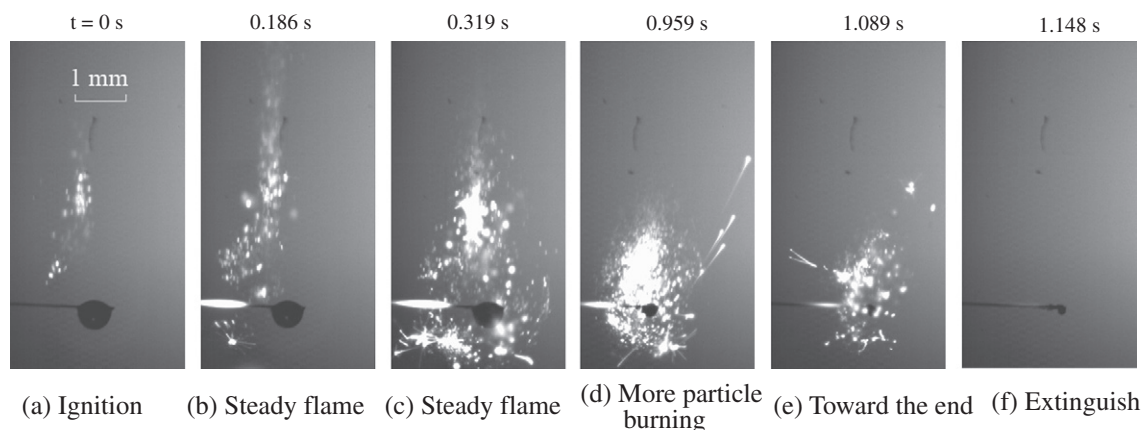 t = 0 s
0.186 s
0.319 s
0.959 s
1.089 s
1.148 s
1 mm
(a) Ignition
(b) Steady flame
(c) Steady flame
(d) More particle
burning
(e) Toward the end
(f) Extinguish